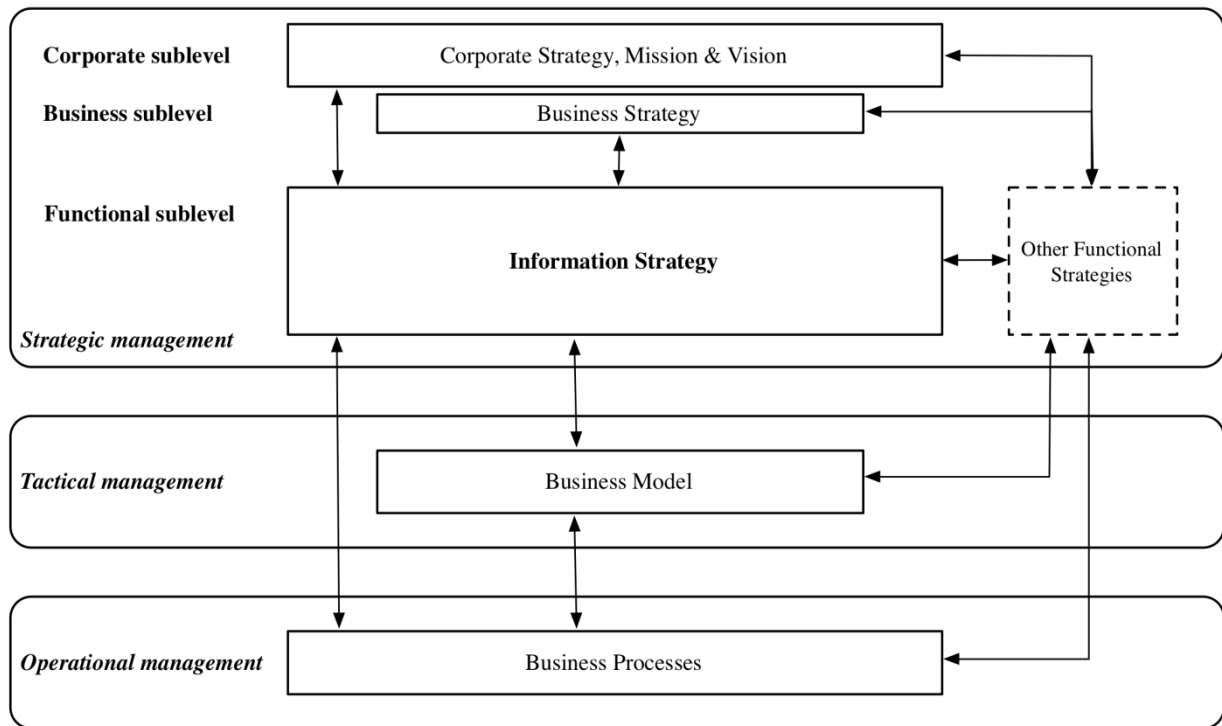 Corporate sublevel
Corporate Strategy, Mission & Vision
Business sublevel
Business Strategy
Functional sublevel
Information Strategy
Other Functional
Strategies
Strategic management
Tactical management
Business Model
Operational management
Business Processes